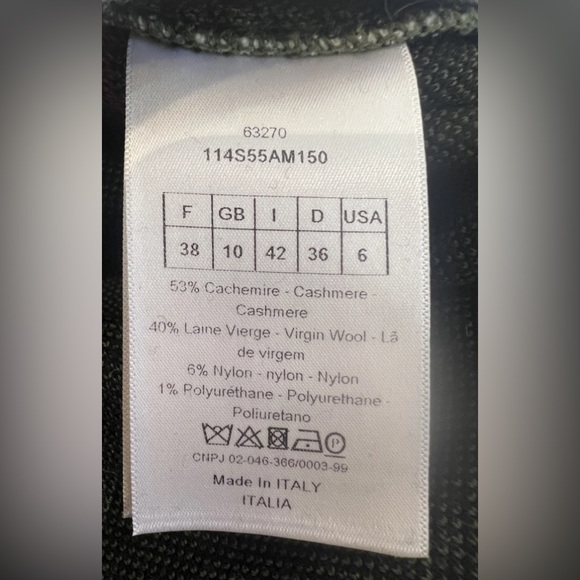 63270
114S55AM150
F GB I D USA
38 10 42 36 6
53% Cachemire - Cashmere -
Cashmere
40% Laine Vierge - Virgin Wool - Lã
de virgem
6% Nylon - nylon - Nylon
1% Polyuréthane - Polyurethane -
Poliuretano
P
CNPJ 02-046-366/0003-99
Made In ITALY
ITALIA